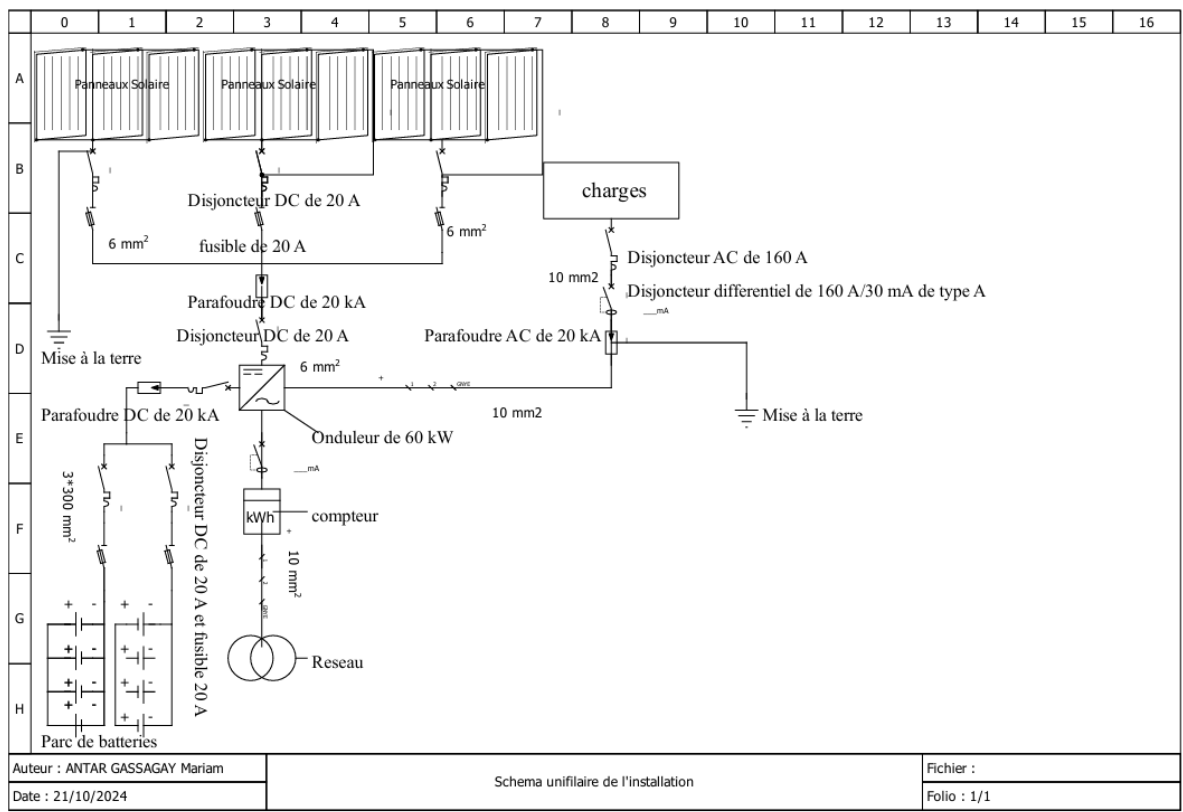 0 1 2 3 4 5 6 7 8 9 10 11 12 13 14 15 16
A
Panneaux Solaire Panneaux Solaire Panneaux Solaire
B
charges
Disjoncteur DC de 20 A
6 mm²
6 mm²
fusible de 20 A
C
Disjoncteur AC de 160 A
10 mm2
Disjoncteur differentiel de 160 A/30 mA de type A
Parafoudre DC de 20 kA
__mA
Disjoncteur DC de 20 A
Parafoudre AC de 20 kA
D
Mise à la terre
6 mm²
+ 1 2 GNYE
10 mm2
Parafoudre DC de 20 kA
Mise à la terre
E
Onduleur de 60 kW
__mA
3*300 mm²
Disjoncteur DC de 20 A et fusible 20 A
F
kWh
compteur
+
10 mm²
G
+ - + -
Reseau
+ - + -
+ - + -
H
+ - + -
Parc de batteries
Auteur : ANTAR GASSAGAY Mariam
Date : 21/10/2024
Schema unifilaire de l'installation
Fichier :
Folio : 1/1